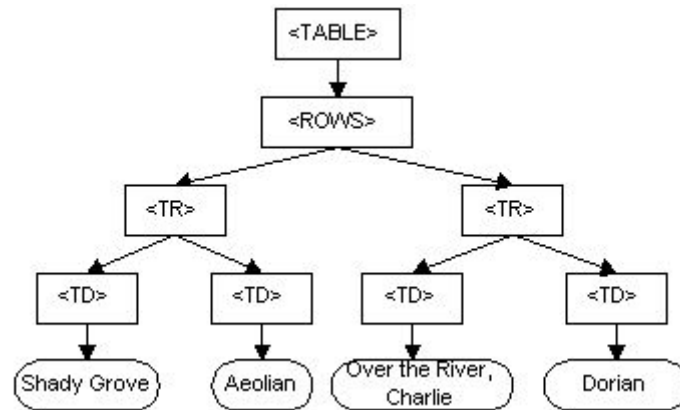 <TABLE>
<ROWS>
<TR>
<TR>
<TD>
<TD>
<TD>
<TD>
Shady Grove
Aeolian
Over the River,
Charlie
Dorian